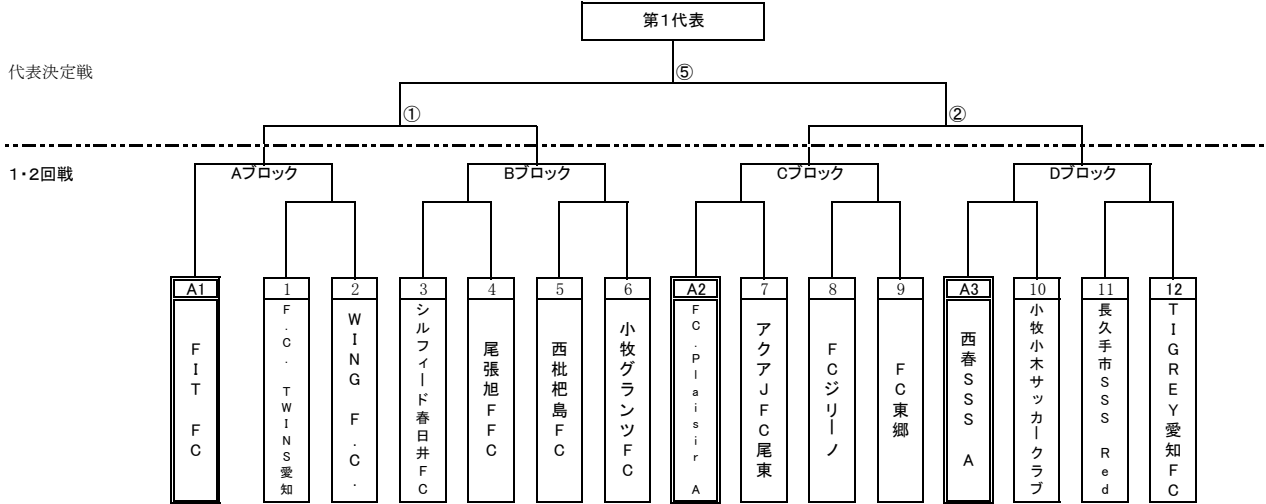 第1代表
代表決定戦
⑤
①
②
1・2回戦
Aブロック
Bブロック
Cブロック
Dブロック
A1
1
2
3
4
5
6
A2
7
8
9
A3
10
11
12
FIT FC
F.C. TWINS愛知
WING F.C.
シルフィード春日井FC
尾張旭FFC
西枇杷島FC
小牧グランツFC
FC.Plaisir A
アクアJFC尾東
FCジリーノ
FC東郷
西春SSS A
小牧小木サッカークラブ
長久手市SSS Red
TIGREY愛知FC